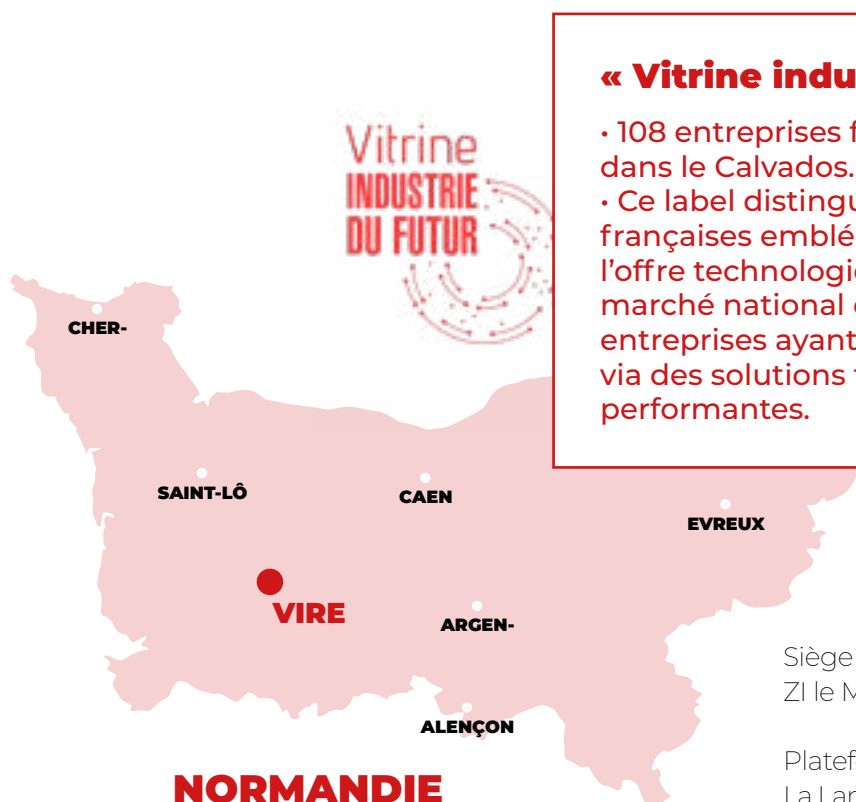 « Vitrine indu
• 108 entreprises f
dans le Calvados.
• Ce label distingu
françaises emblé
l'offre technologi
marché national
entreprises ayant
via des solutions
performantes.
Vitrine
INDUSTRIE
DU FUTUR
CHER-
SAINT-LÔ
CAEN
EVREUX
VIRE
ARGEN-
ALENÇON
NORMANDIE
Siège
ZI le M
Platef
La Lan